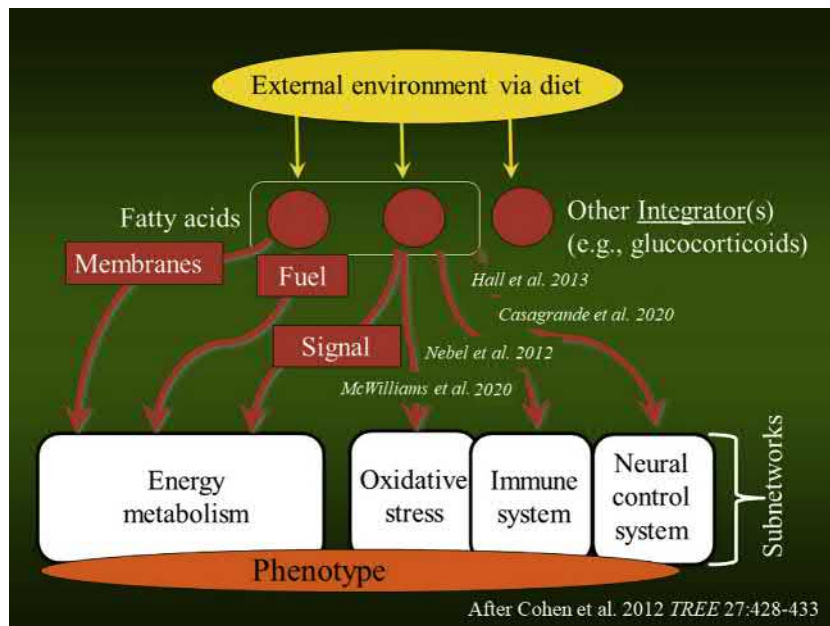 External environment via diet
Fatty acids
Other Integrator(s)
(e.g., glucocorticoids)
Membranes
Fuel
Hall et al. 2013
Casagrande et al. 2020
Signal
Nebel et al. 2012
McWilliams et al. 2020
Energy
metabolism
Oxidative
stress
Immune
system
Neural
control
system
Subnetworks
Phenotype
After Cohen et al. 2012 TREE 27:428-433